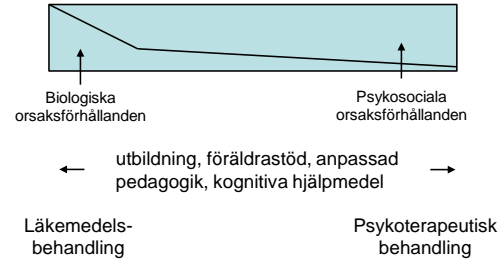 Biologiska
orsaksförhållanden
Psykosociala
orsaksförhållanden
utbildning, föräldrastöd, anpassad
pedagogik, kognitiva hjälpmedel
Läkemedels-
behandling
Psykoterapeutisk
behandling